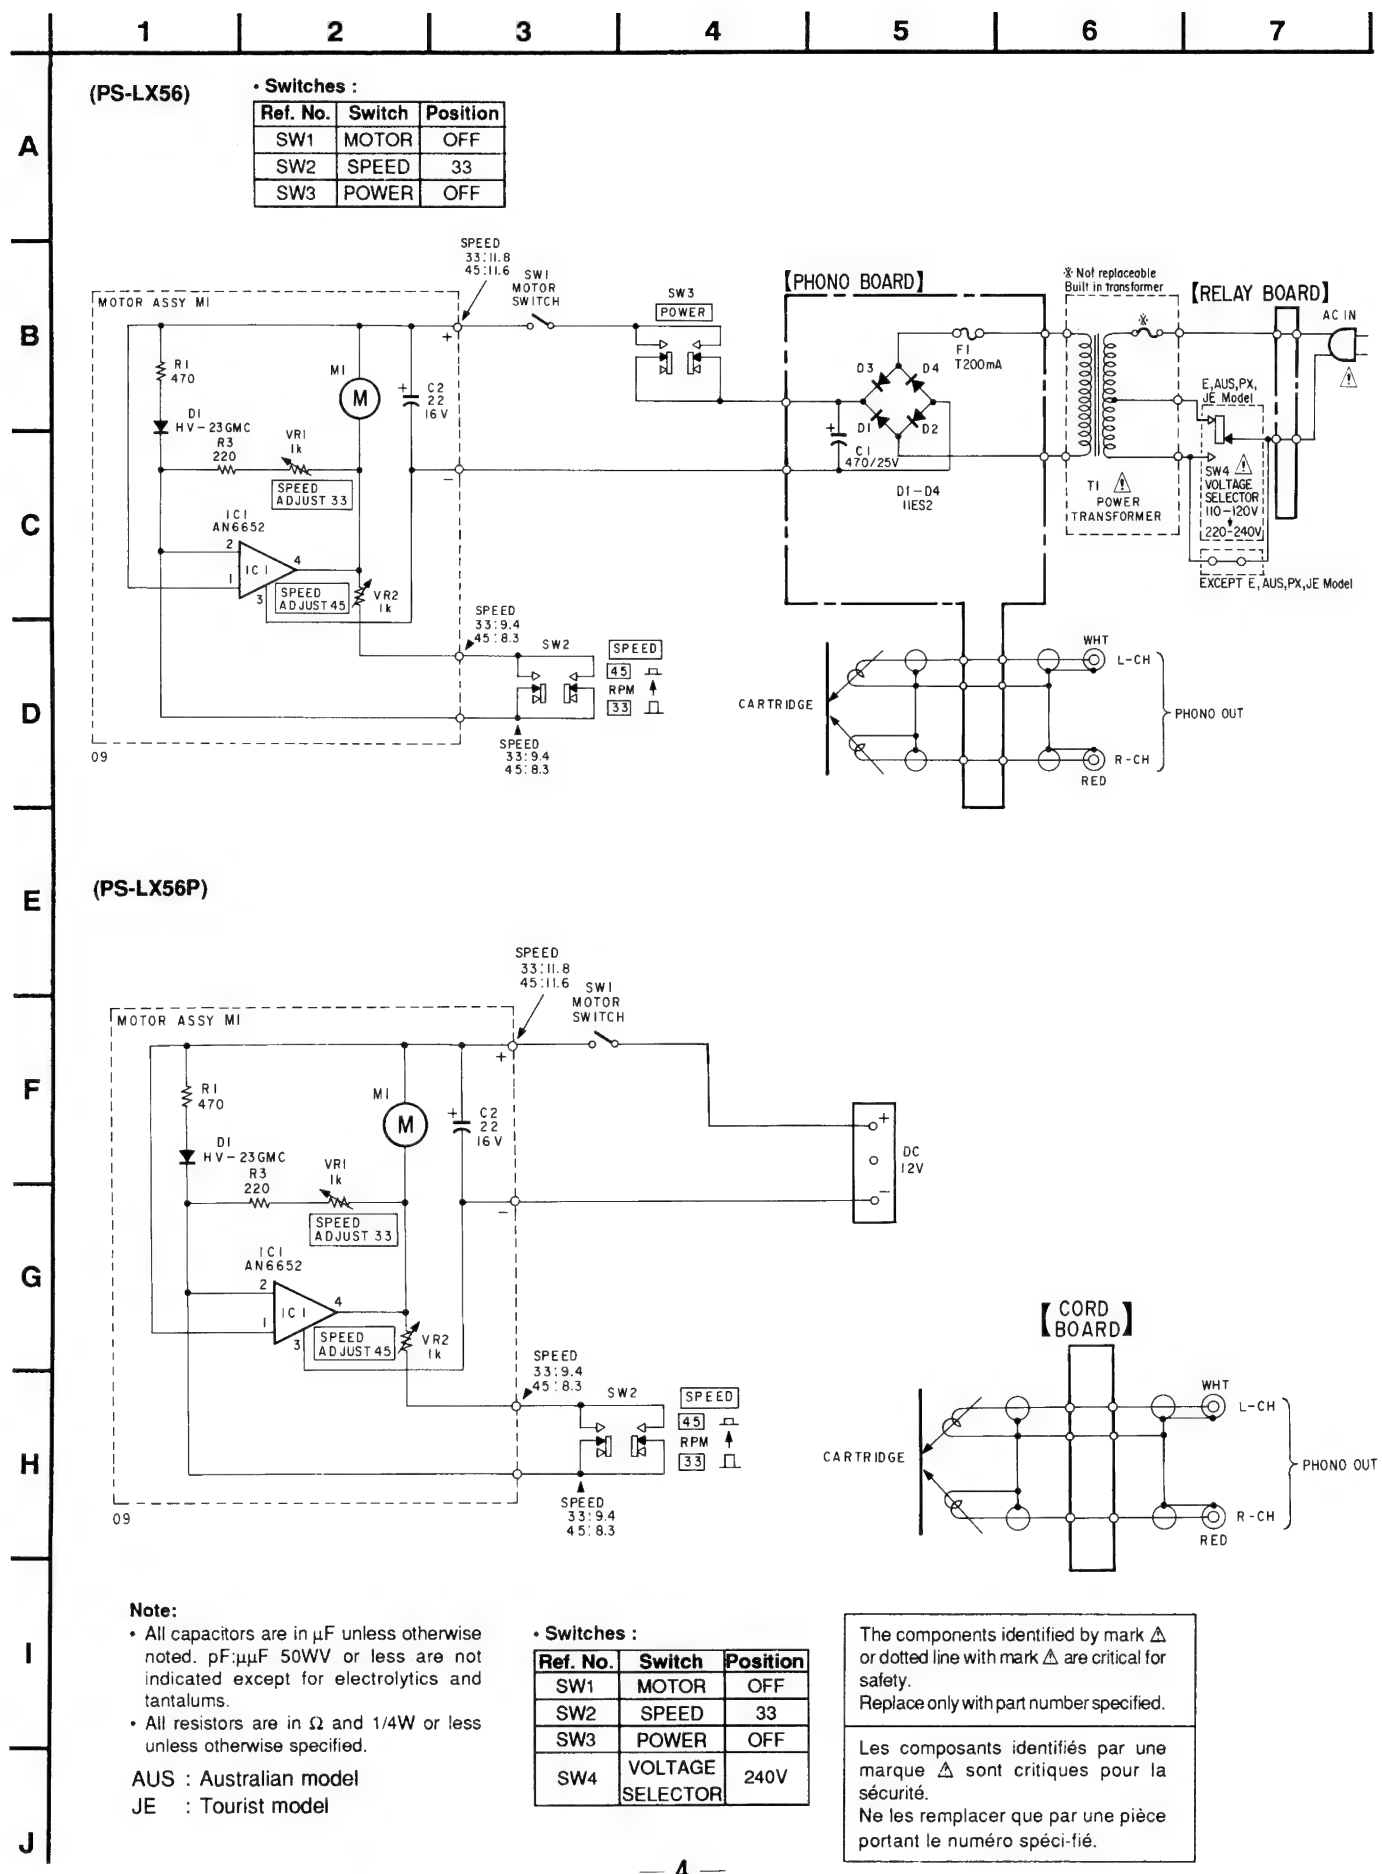 1 2 3 4 5 6 7
A
B
C
D
E
F
G
H
I
J
(PS-LX56)
• Switches :
Ref. No. Switch Position
SW1 MOTOR OFF
SW2 SPEED 33
SW3 POWER OFF
SPEED
33:11.8
45:11.6
SW1
MOTOR
SWITCH
MOTOR ASSY M1
R1
470
D1
HV-23GMC
R3
220
VR1
1k
SPEED
ADJUST 33
M1
M
+
C2
22
16V
+
−
IC1
AN6652
2
1
IC1
4
3
SPEED
ADJUST 45
VR2
1k
SPEED
33:9.4
45:8.3
SW2
SPEED
45
RPM
33
SPEED
33:9.4
45:8.3
09
SW3
POWER
【PHONO BOARD】
F1
T200mA
D3
D4
D1
D2
+
C1
470/25V
D1-D4
11ES2
※ Not replaceable
Built in transformer
※
T1 ⚠
POWER
TRANSFORMER
【RELAY BOARD】
AC IN
⚠
E,AUS,PX,
JE Model
SW4 ⚠
VOLTAGE
SELECTOR
110-120V
220-240V
EXCEPT E,AUS,PX,JE Model
CARTRIDGE
WHT
L-CH
PHONO OUT
R-CH
RED
(PS-LX56P)
SPEED
33:11.8
45:11.6
SW1
MOTOR
SWITCH
MOTOR ASSY M1
R1
470
D1
HV-23GMC
R3
220
VR1
1k
SPEED
ADJUST 33
M1
M
+
C2
22
16V
+
−
IC1
AN6652
2
1
IC1
4
3
SPEED
ADJUST 45
VR2
1k
+
DC
12V
−
SPEED
33:9.4
45:8.3
SW2
SPEED
45
RPM
33
SPEED
33:9.4
45:8.3
09
【CORD
BOARD】
CARTRIDGE
WHT
L-CH
PHONO OUT
R-CH
RED
Note:
• All capacitors are in μF unless otherwise
noted. pF:μμF 50WV or less are not
indicated except for electrolytics and
tantalums.
• All resistors are in Ω and 1/4W or less
unless otherwise specified.
AUS : Australian model
JE : Tourist model
• Switches :
Ref. No. Switch Position
SW1 MOTOR OFF
SW2 SPEED 33
SW3 POWER OFF
SW4 VOLTAGE SELECTOR 240V
The components identified by mark ⚠
or dotted line with mark ⚠ are critical for
safety.
Replace only with part number specified.
Les composants identifiés par une
marque ⚠ sont critiques pour la
sécurité.
Ne les remplacer que par une pièce
portant le numéro spéci-fié.
— 4 —